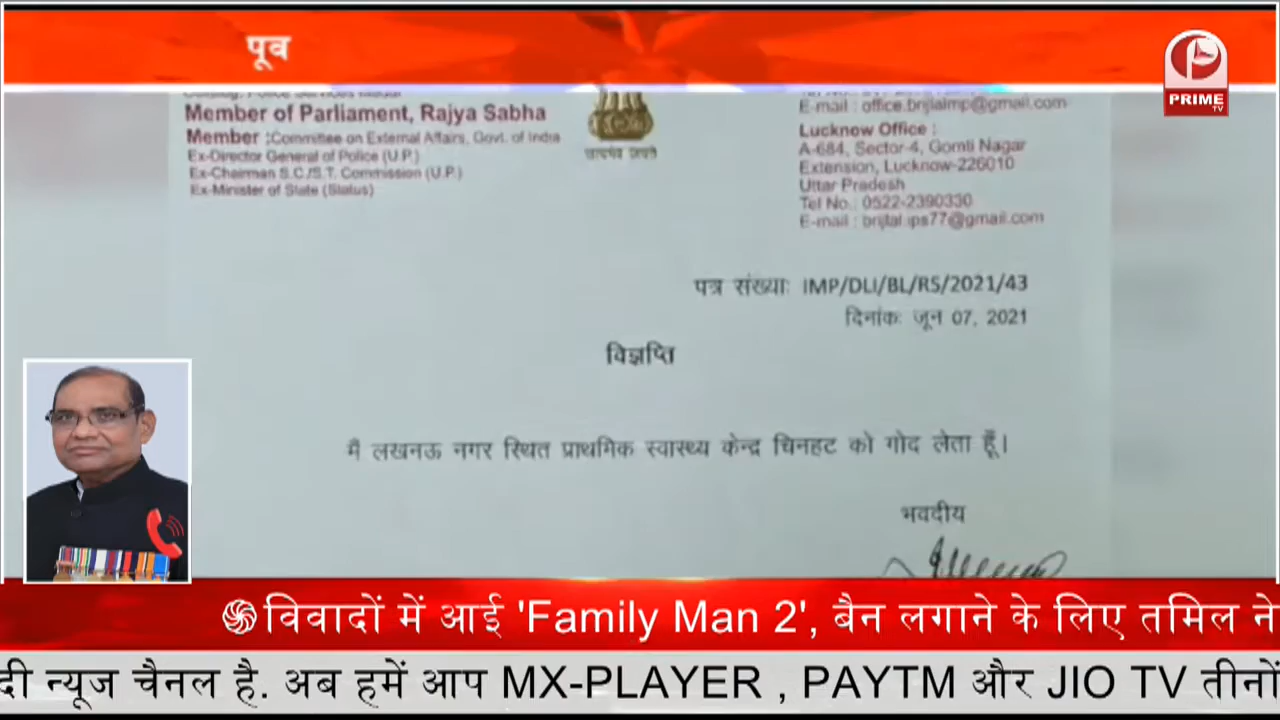 पूव
PRIME
TV
Member of Parliament, Rajya Sabha
Member :Committee on External Affairs, Govt. of India
Ex-Director General of Police (U.P.)
Ex-Chairman S.C./S.T. Commission (U.P.)
Ex-Minister of State (Status)
सत्यमेव जयते
E-mail : office.brijlalmp@gmail.com
Lucknow Office :
A-684, Sector-4, Gomti Nagar
Extension, Lucknow-226010
Uttar Pradesh
Tel No. : 0522-2390330
E-mail : brijlal.ips77@gmail.com
पत्र संख्याः IMP/DLI/BL/RS/2021/43
दिनांकः जून 07, 2021
विज्ञप्ति
मैं लखनऊ नगर स्थित प्राथमिक स्वास्थ्य केन्द्र चिनहट को गोद लेता हूँ।
भवदीय
विवादों में आई 'Family Man 2', बैन लगाने के लिए तमिल ने
दी न्यूज चैनल है. अब हमें आप MX-PLAYER , PAYTM और JIO TV तीनों